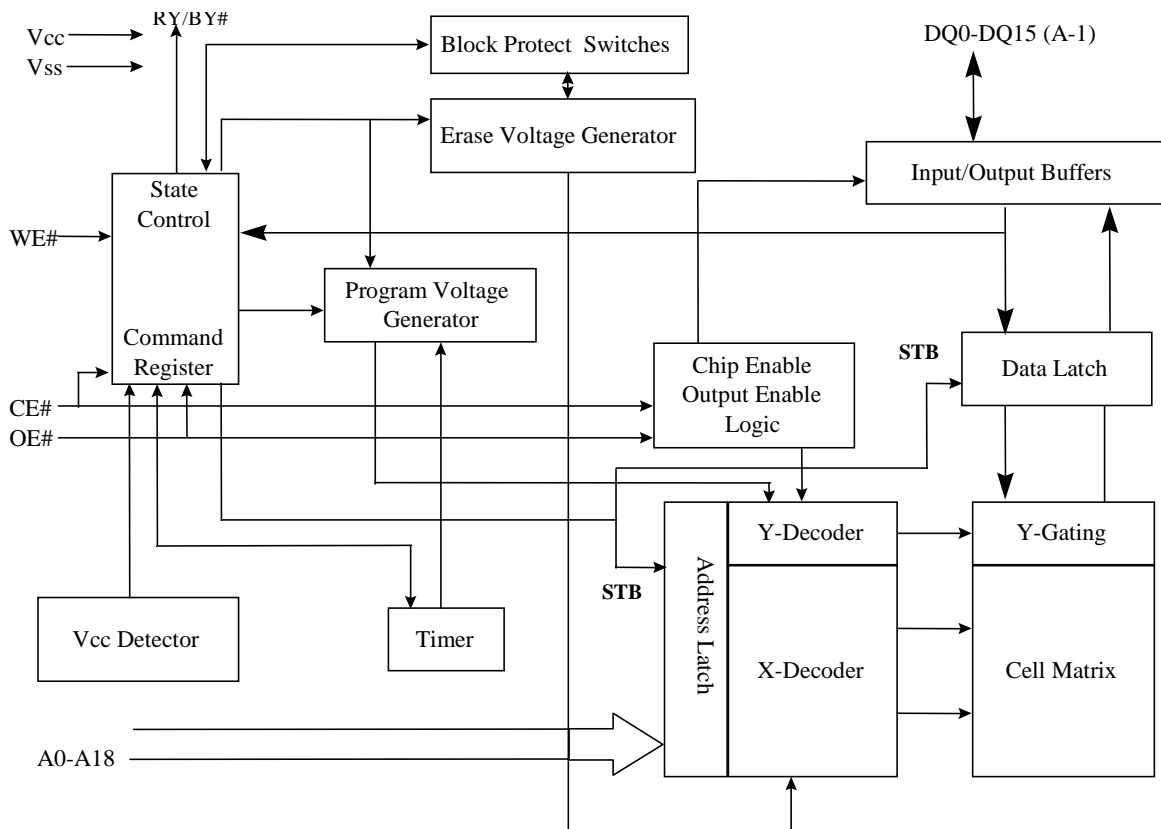 RY/BY#
Vcc
Vss
Block Protect Switches
DQ0-DQ15 (A-1)
Erase Voltage Generator
Input/Output Buffers
State
Control
WE#
Program Voltage
Generator
Command
Register
STB
Chip Enable
Output Enable
Logic
Data Latch
CE#
OE#
Y-Decoder
Y-Gating
STB
Address Latch
Vcc Detector
Timer
X-Decoder
Cell Matrix
A0-A18